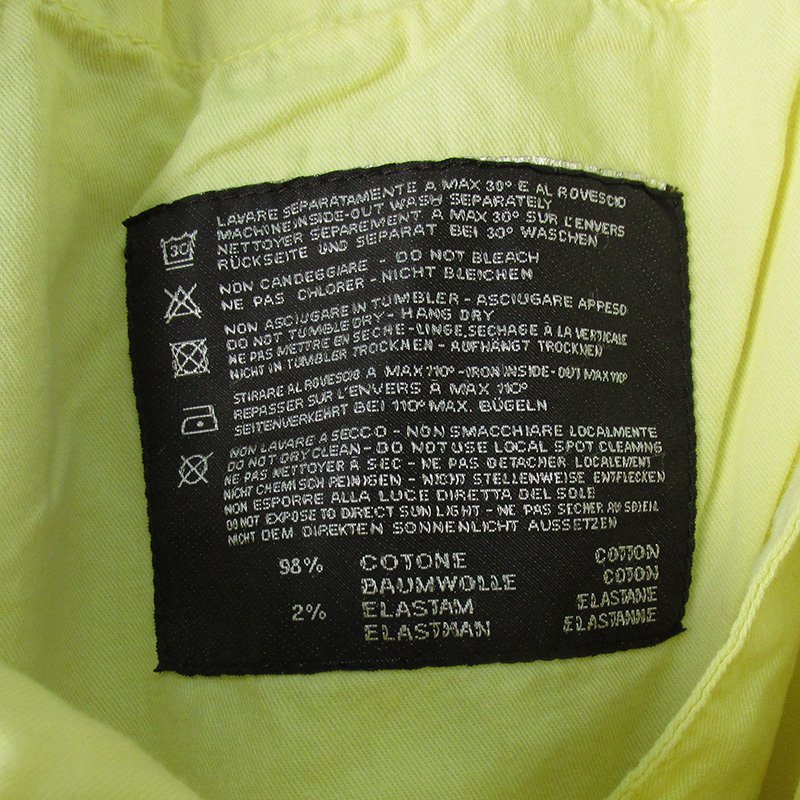 LAVARE SEPARATAMENTE A MAX 30° E AL ROVESCIO
MACHINE INSIDE-OUT WASH SEPARATELY
NETTOYER SEPAREMENT À MAX 30° SUR L'ENVERS
RÜCKSEITE UND SEPARAT BEI 30° WASCHEN
30
NON CANDEGGIARE - DO NOT BLEACH
NE PAS CHLORER - NICHT BLEICHEN
NON ASCIUGARE IN TUMBLER - ASCIUGARE APPESO
DO NOT TUMBLE DRY - HANG DRY
NE PAS METTRE EN SÈCHE-LINGE, SECHAGE À LA VERTICALE
NICHT IN TÜMBLER TROCKNEN - AUFHÄNGT TROCKNEN
STIRARE AL ROVESCIO A MAX 110° - IRON INSIDE-OUT MAX 110°
REPASSER SUR L'ENVERS À MAX 110°
SEITENVERKEHRT BEI 110° MAX. BÜGELN
NON LAVARE A SECCO - NON SMACCHIARE LOCALMENTE
DO NOT DRY CLEAN - DO NOT USE LOCAL SPOT CLEANING
NE PAS NETTOYER A SEC - NE PAS DETACHER LOCALEMENT
NICHT CHEMISCH REINIGEN - NICHT STELLENWEISE ENTFLECKEN
NON ESPORRE ALLA LUCE DIRETTA DEL SOLE
DO NOT EXPOSE TO DIRECT SUN LIGHT - NE PAS SECHER AU SOLEIL
NICHT DEM DIREKTEN SONNENLICHT AUSSETZEN
98% COTONE COTTON
BAUMWOLLE COTON
2% ELASTAM ELASTANE
ELASTHAN ELASTHANNE